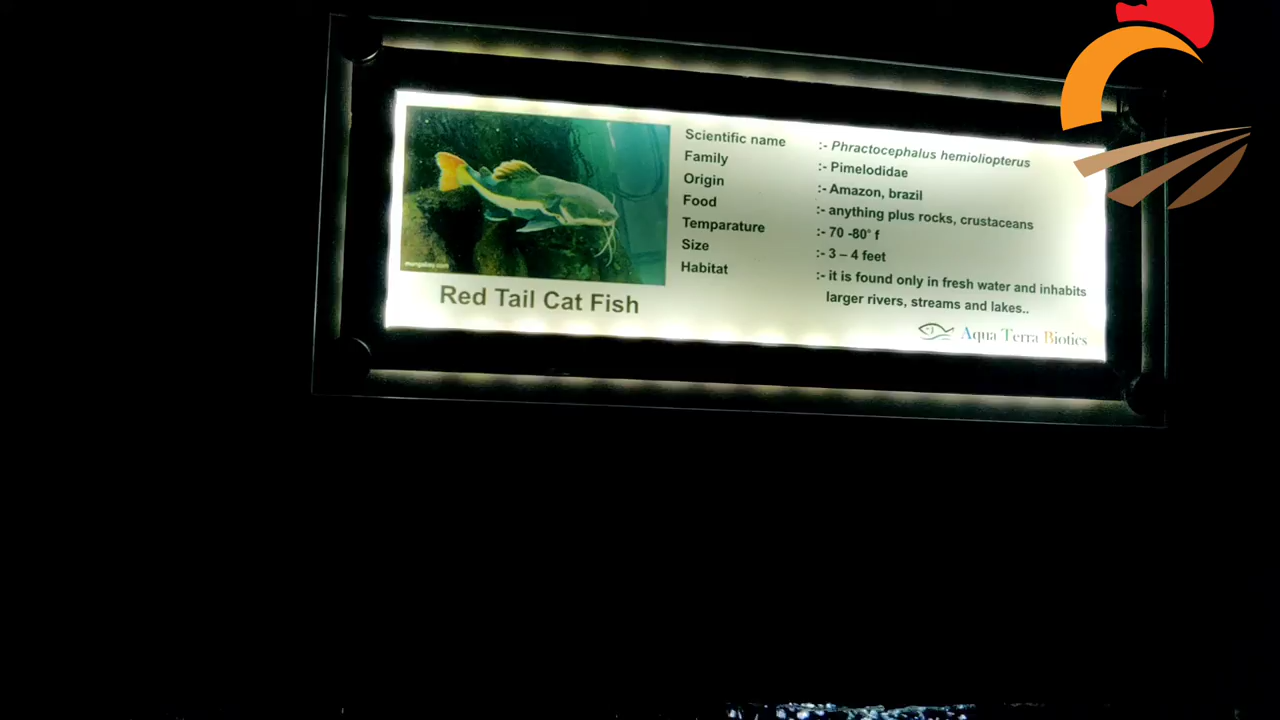 Scientific name :- Phractocephalus hemioliopterus
Family :- Pimelodidae
Origin :- Amazon, brazil
Food :- anything plus rocks, crustaceans
Temparature :- 70 -80° f
Size :- 3 – 4 feet
Habitat :- it is found only in fresh water and inhabits
larger rivers, streams and lakes..
Red Tail Cat Fish
Aqua Terra Biotics